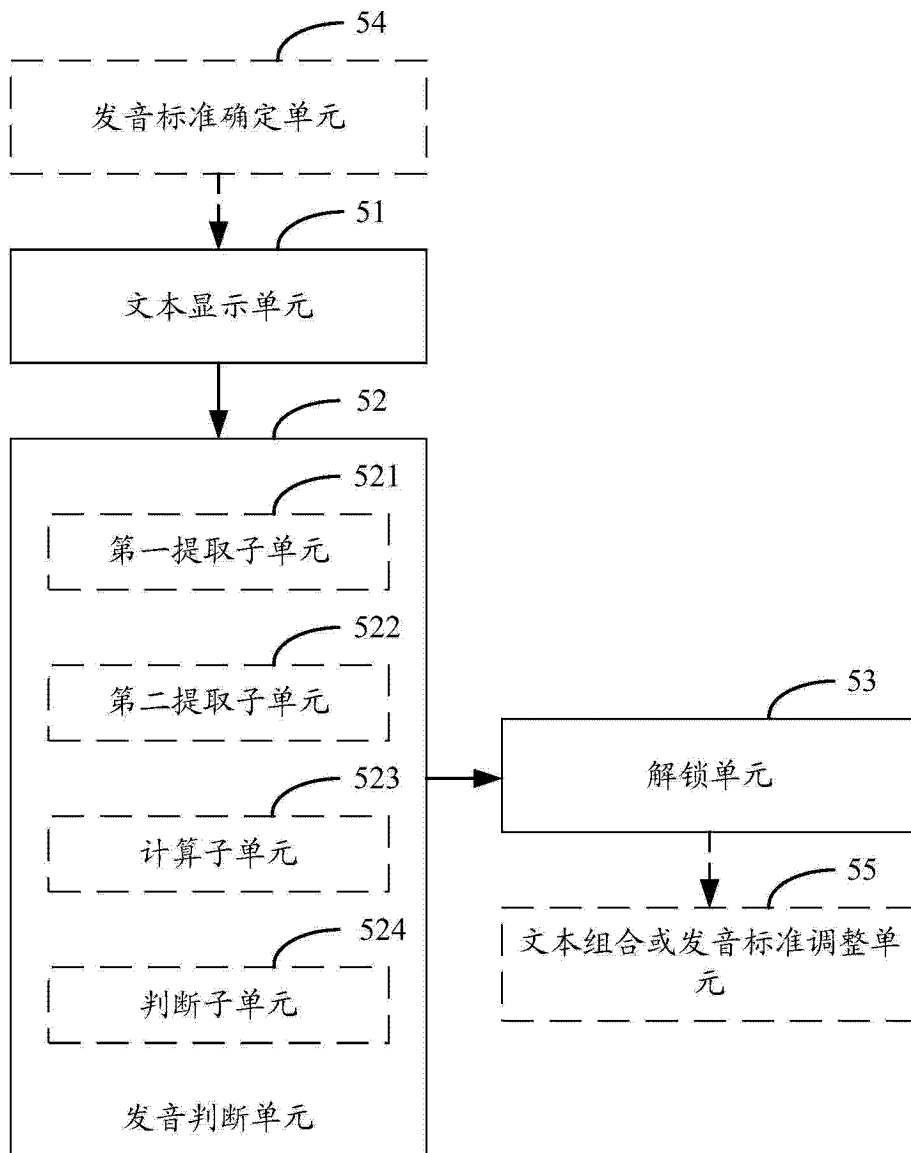 54
发音标准确定单元
51
文本显示单元
52
521
第一提取子单元
522
第二提取子单元
523
计算子单元
524
判断子单元
发音判断单元
53
解锁单元
55
文本组合或发音标准调整单
元